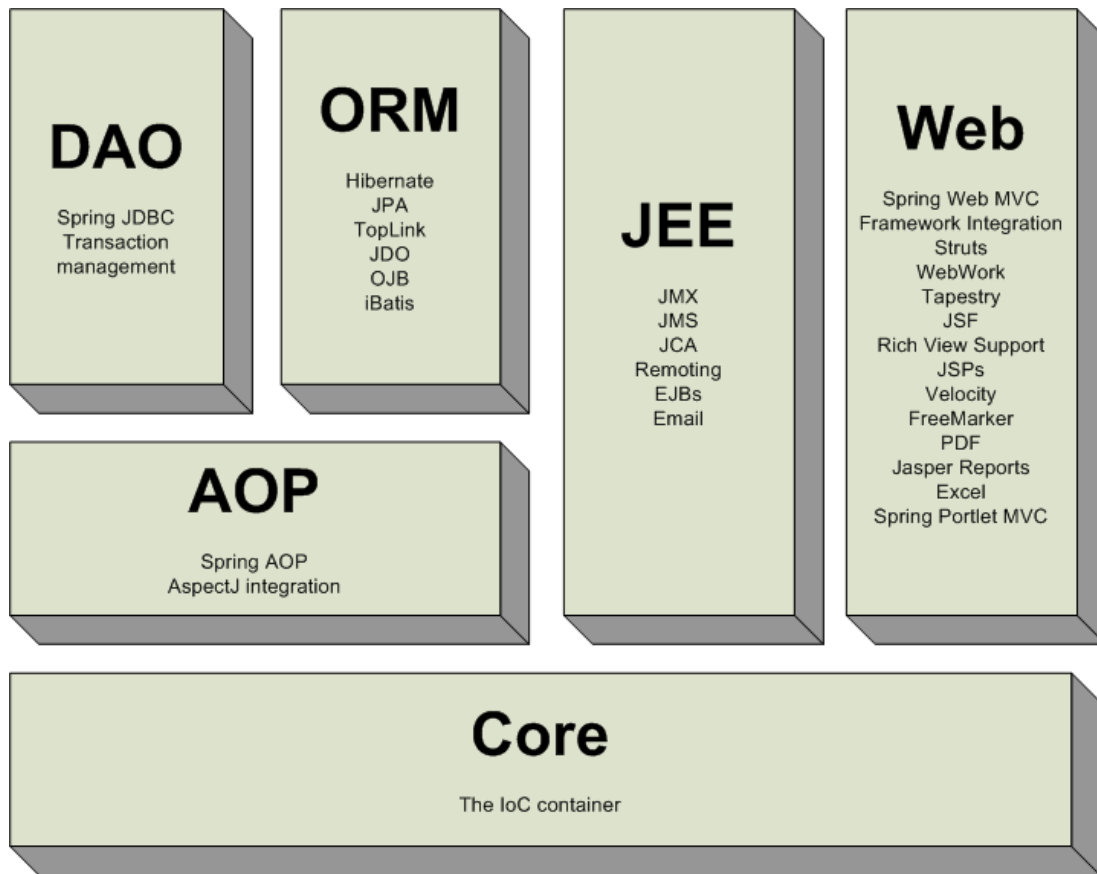 DAO
Spring JDBC
Transaction
management
ORM
Hibernate
JPA
TopLink
JDO
OJB
iBatis
JEE
JMX
JMS
JCA
Remoting
EJBs
Email
Web
Spring Web MVC
Framework Integration
Struts
WebWork
Tapestry
JSF
Rich View Support
JSPs
Velocity
FreeMarker
PDF
Jasper Reports
Excel
Spring Portlet MVC
AOP
Spring AOP
AspectJ integration
Core
The IoC container